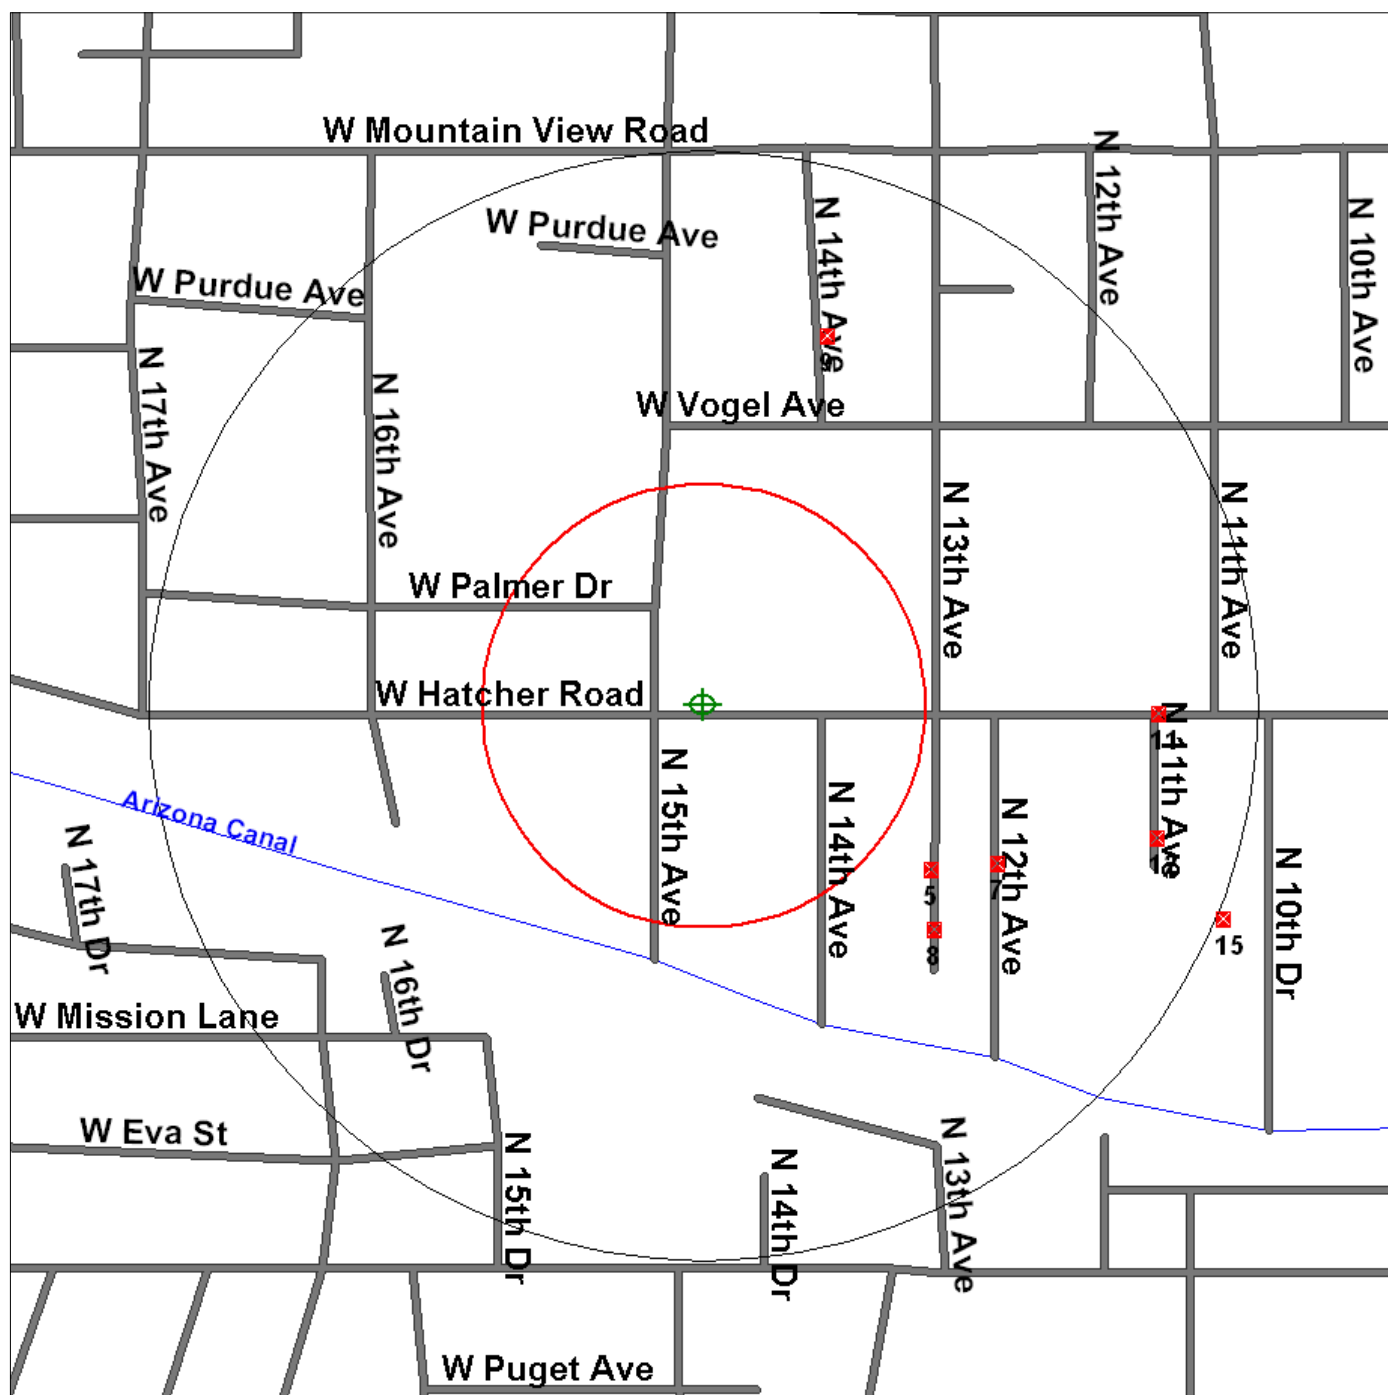 W Mountain View Road
N 12th Ave
W Purdue Ave
N 14th Ave
N 10th Ave
W Purdue Ave
N 17th Ave
N 16th Ave
W Vogel Ave
N 13th Ave
N 11th Ave
W Palmer Dr
W Hatcher Road
N 11th Ave
N 15th Ave
N 14th Ave
Arizona Canal
N 12th Ave
N 17th Dr
N 10th Dr
5
7
8
15
N 16th Dr
W Mission Lane
W Eva St
N 15th Dr
N 14th Dr
N 13th Ave
W Puget Ave